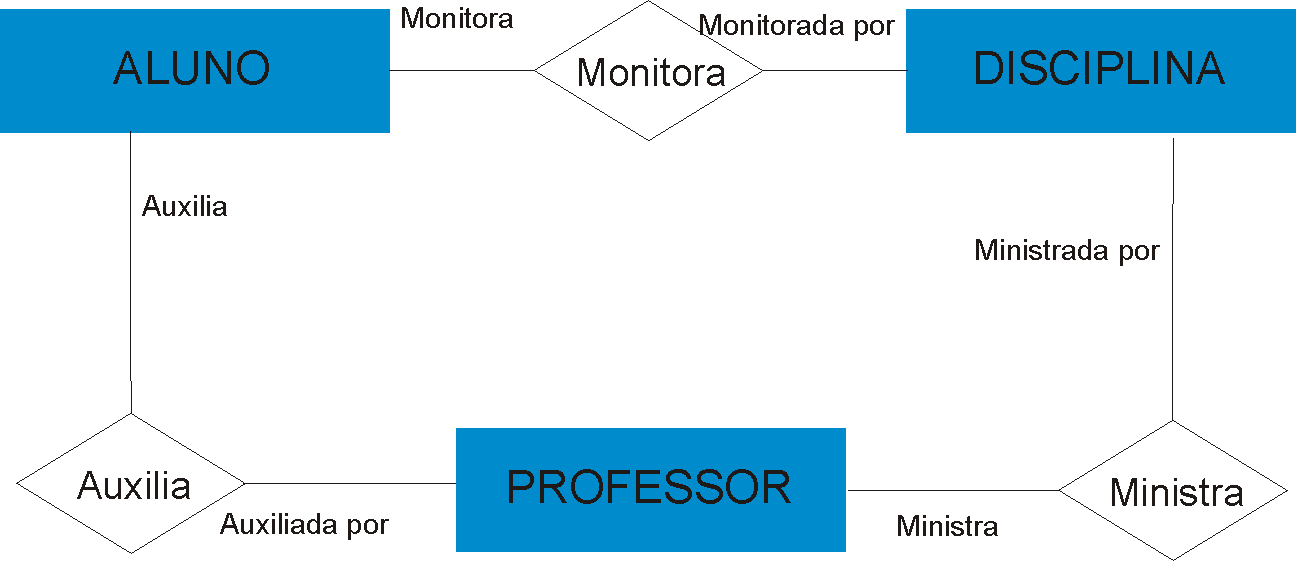 Monitora
Monitorada por
ALUNO
Monitora
DISCIPLINA
Auxilia
Ministrada por
Auxilia
PROFESSOR
Ministra
Auxiliada por
Ministra